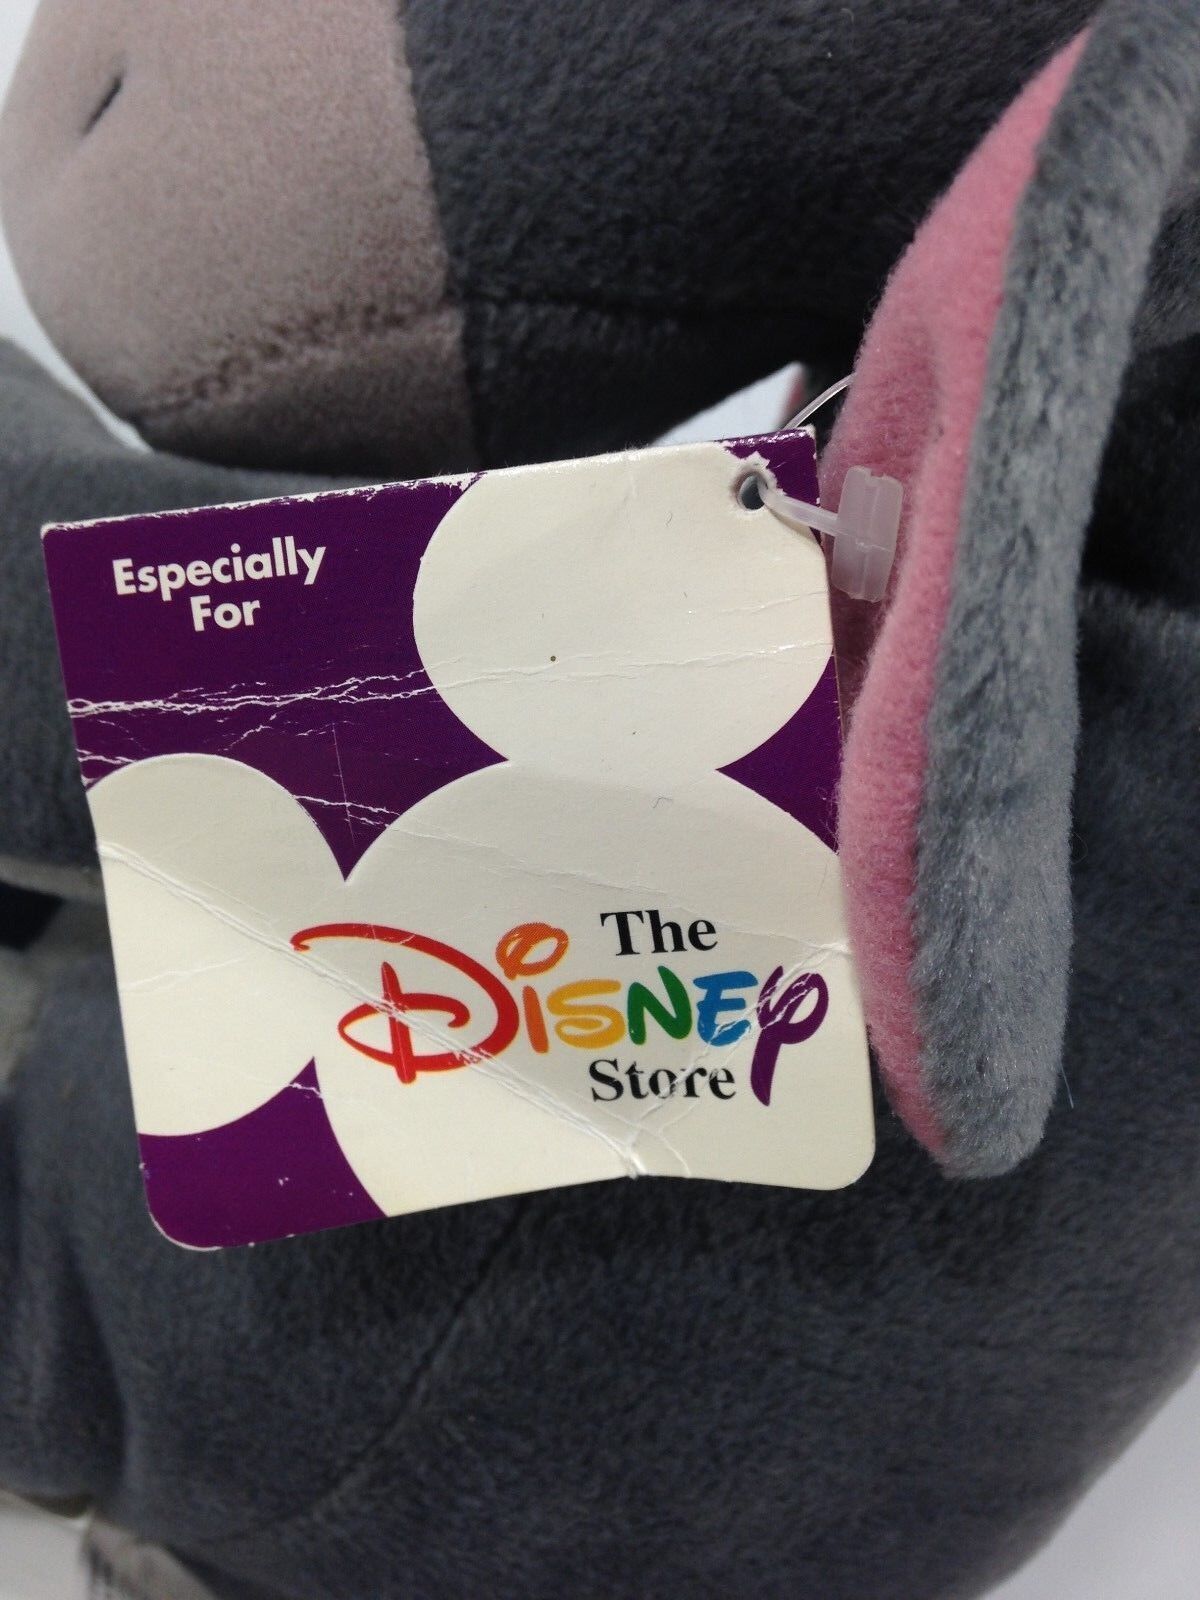 Especially
For
The
Disney
Store